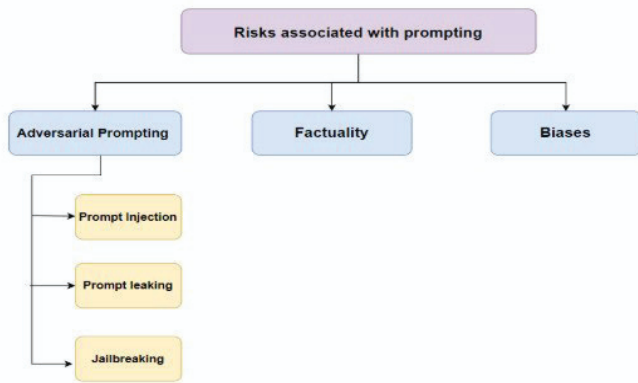 Risks associated with prompting
Adversarial Prompting
Factuality
Biases
Prompt Injection
Prompt leaking
Jailbreaking